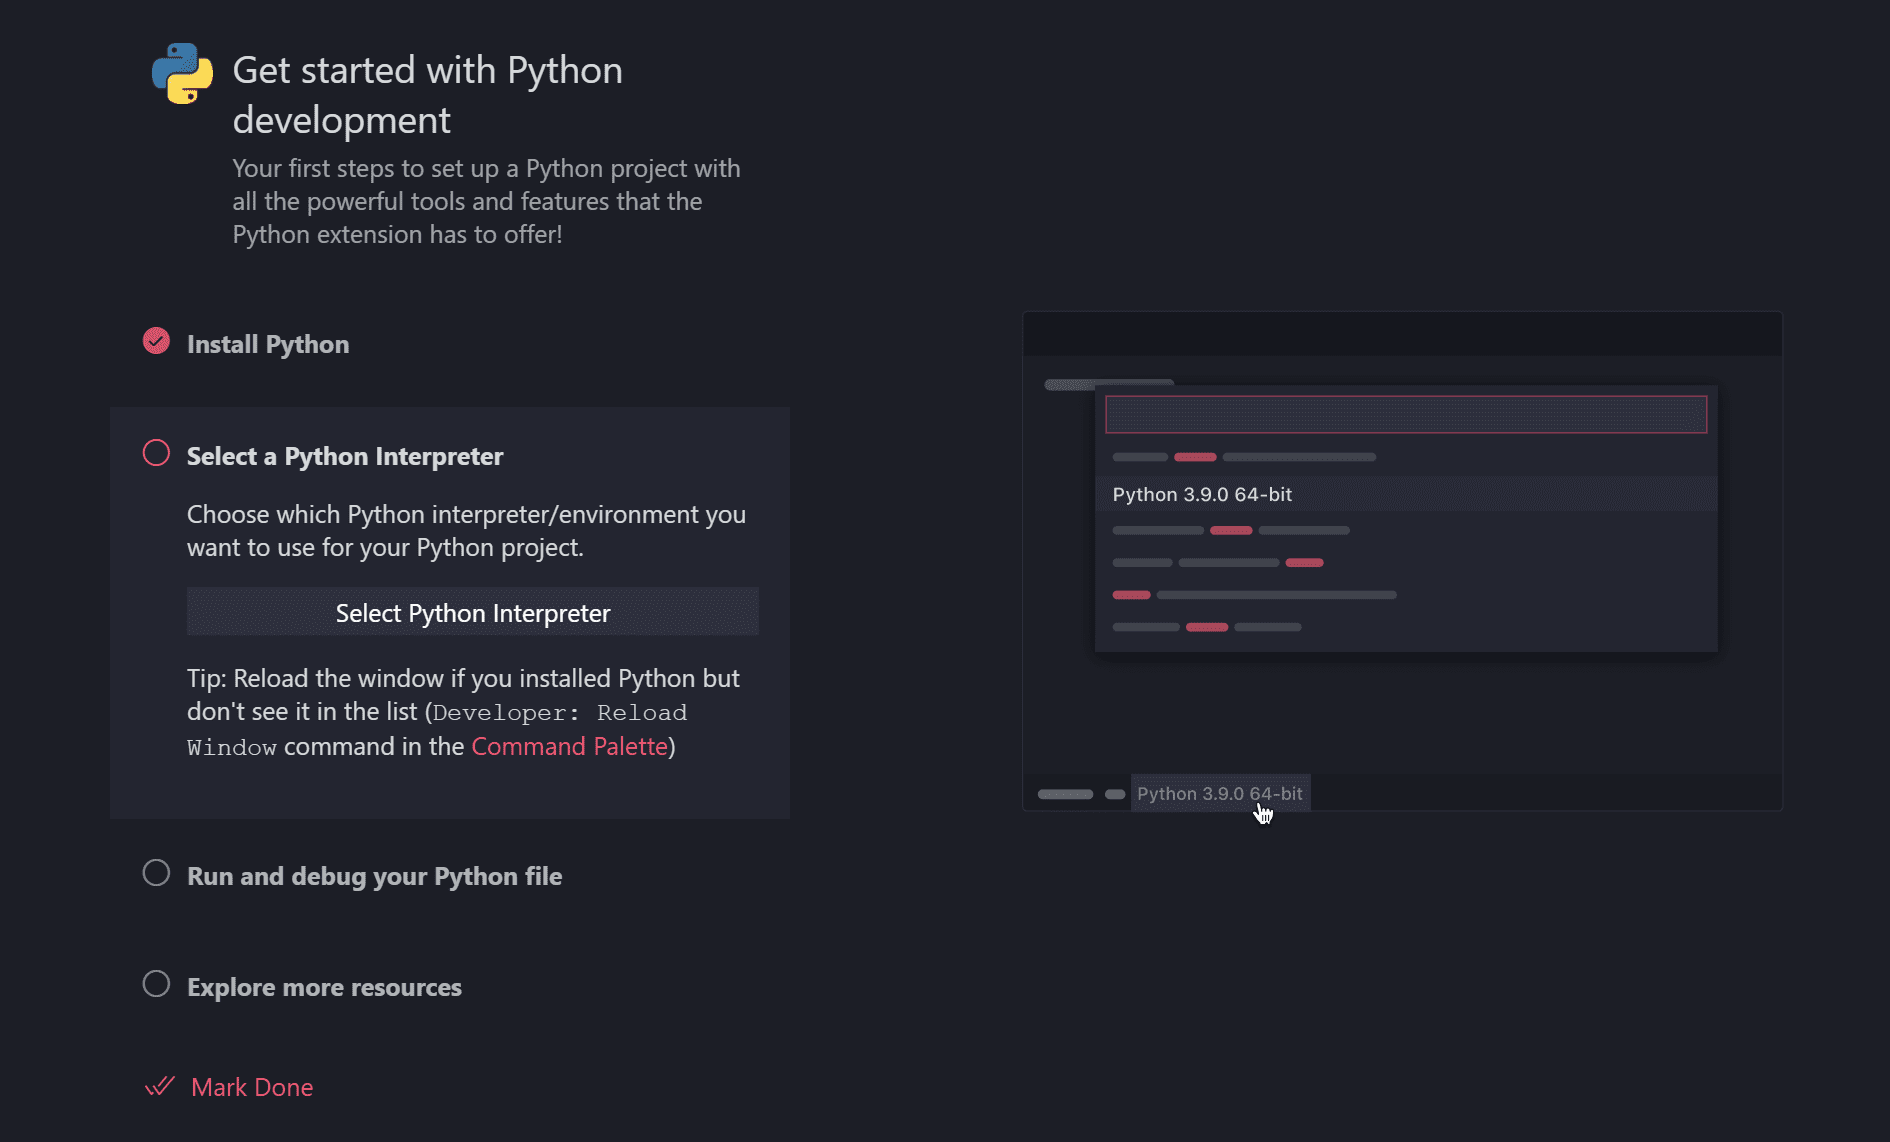 Get started with Python
development
Your first steps to set up a Python project with
all the powerful tools and features that the
Python extension has to offer!
Install Python
Select a Python Interpreter
Choose which Python interpreter/environment you
want to use for your Python project.
Select Python Interpreter
Tip: Reload the window if you installed Python but
don't see it in the list (Developer: Reload
Window command in the Command Palette)
Run and debug your Python file
Explore more resources
Mark Done
Python 3.9.0 64-bit
Python 3.9.0 64-bit